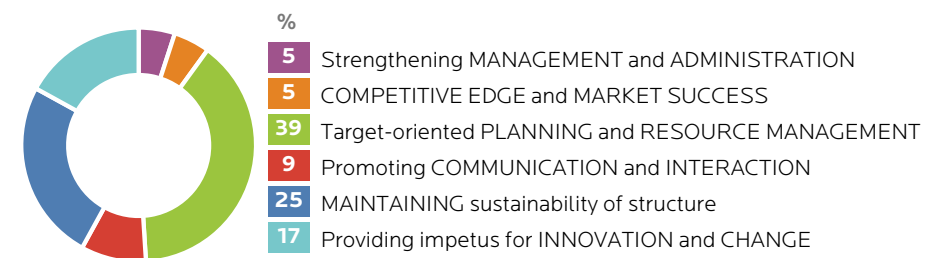 %
5 Strengthening MANAGEMENT and ADMINISTRATION
5 COMPETITIVE EDGE and MARKET SUCCESS
39 Target-oriented PLANNING and RESOURCE MANAGEMENT
9 Promoting COMMUNICATION and INTERACTION
25 MAINTAINING sustainability of structure
17 Providing impetus for INNOVATION and CHANGE